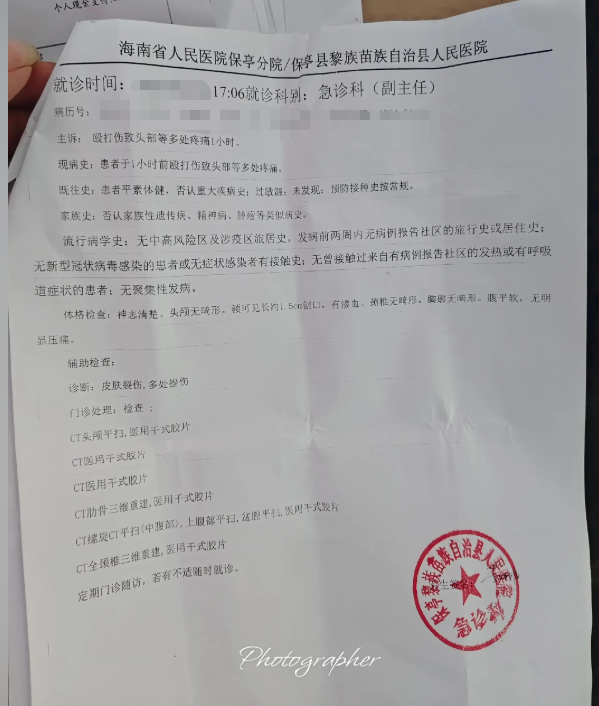 个人现金支付
海南省人民医院保亭分院/保亭县黎族苗族自治县人民医院
就诊时间：
17:06就诊科别：急诊科（副主任）
病历号：
主诉：殴打伤致头部等多处疼痛1小时。
现病史：患者于1小时前殴打伤致头部等多处疼痛。
既往史：患者平素体健，否认重大疾病史；过敏源：未发现；预防接种史按常规。
家族史：否认家族性遗传病、精神病、肿瘤等类似病史。
流行病学史：无中高风险区及涉疫区旅居史，发病前两周内无病例报告社区的旅行史或居住史；
无新型冠状病毒感染的患者或无症状感染者有接触史；无曾接触过来自有病例报告社区的发热或有呼吸
道症状的患者；无聚集性发病。
体格检查：神志清楚。头颅无畸形。额可见长约1.5cm创口，有渗血。颈椎无畸形。胸廓无畸形。腹平软，无明
显压痛。
辅助检查：
诊断：皮肤裂伤,多处挫伤
门诊处理：检查：
CT头颅平扫,医用干式胶片
CT医用干式胶片
CT医用干式胶片
CT肋骨三维重建,医用干式胶片
CT螺旋CT平扫(中腹部),上腹部平扫,盆腔平扫,医用干式胶片
CT全颈椎三维重建,医用干式胶片
定期门诊随访，若有不适随时就诊。
保亭黎族苗族自治县人民医院
急诊科
Photographer